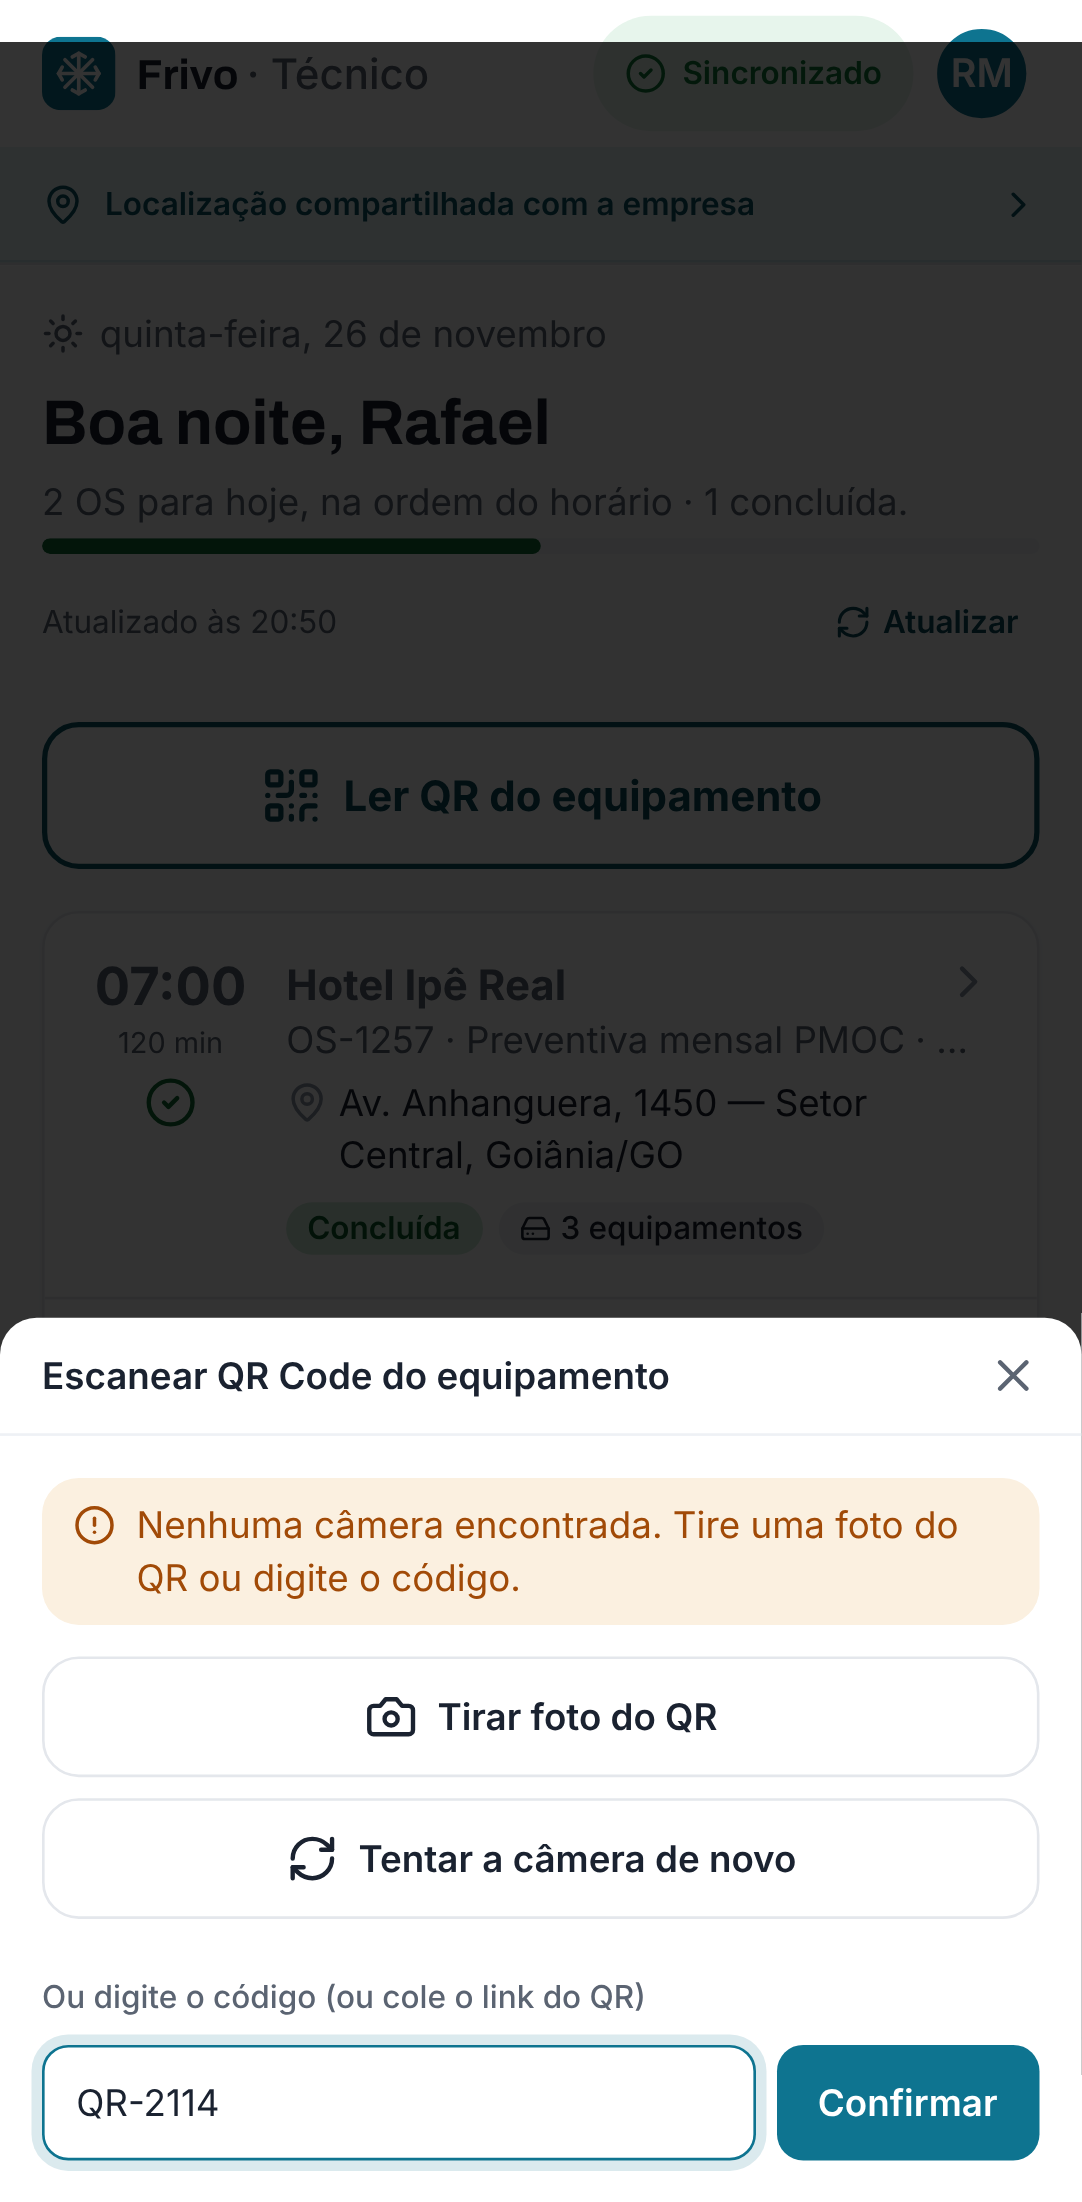 Frivo · Técnico
Sincronizado
RM
Localização compartilhada com a empresa
quinta-feira, 26 de novembro
Boa noite, Rafael
2 OS para hoje, na ordem do horário · 1 concluída.
Atualizado às 20:50
Atualizar
Ler QR do equipamento
07:00
120 min
Hotel Ipê Real
OS-1257 · Preventiva mensal PMOC · ...
Av. Anhanguera, 1450 — Setor
Central, Goiânia/GO
Concluída
3 equipamentos
Escanear QR Code do equipamento
Nenhuma câmera encontrada. Tire uma foto do
QR ou digite o código.
Tirar foto do QR
Tentar a câmera de novo
Ou digite o código (ou cole o link do QR)
QR-2114
Confirmar